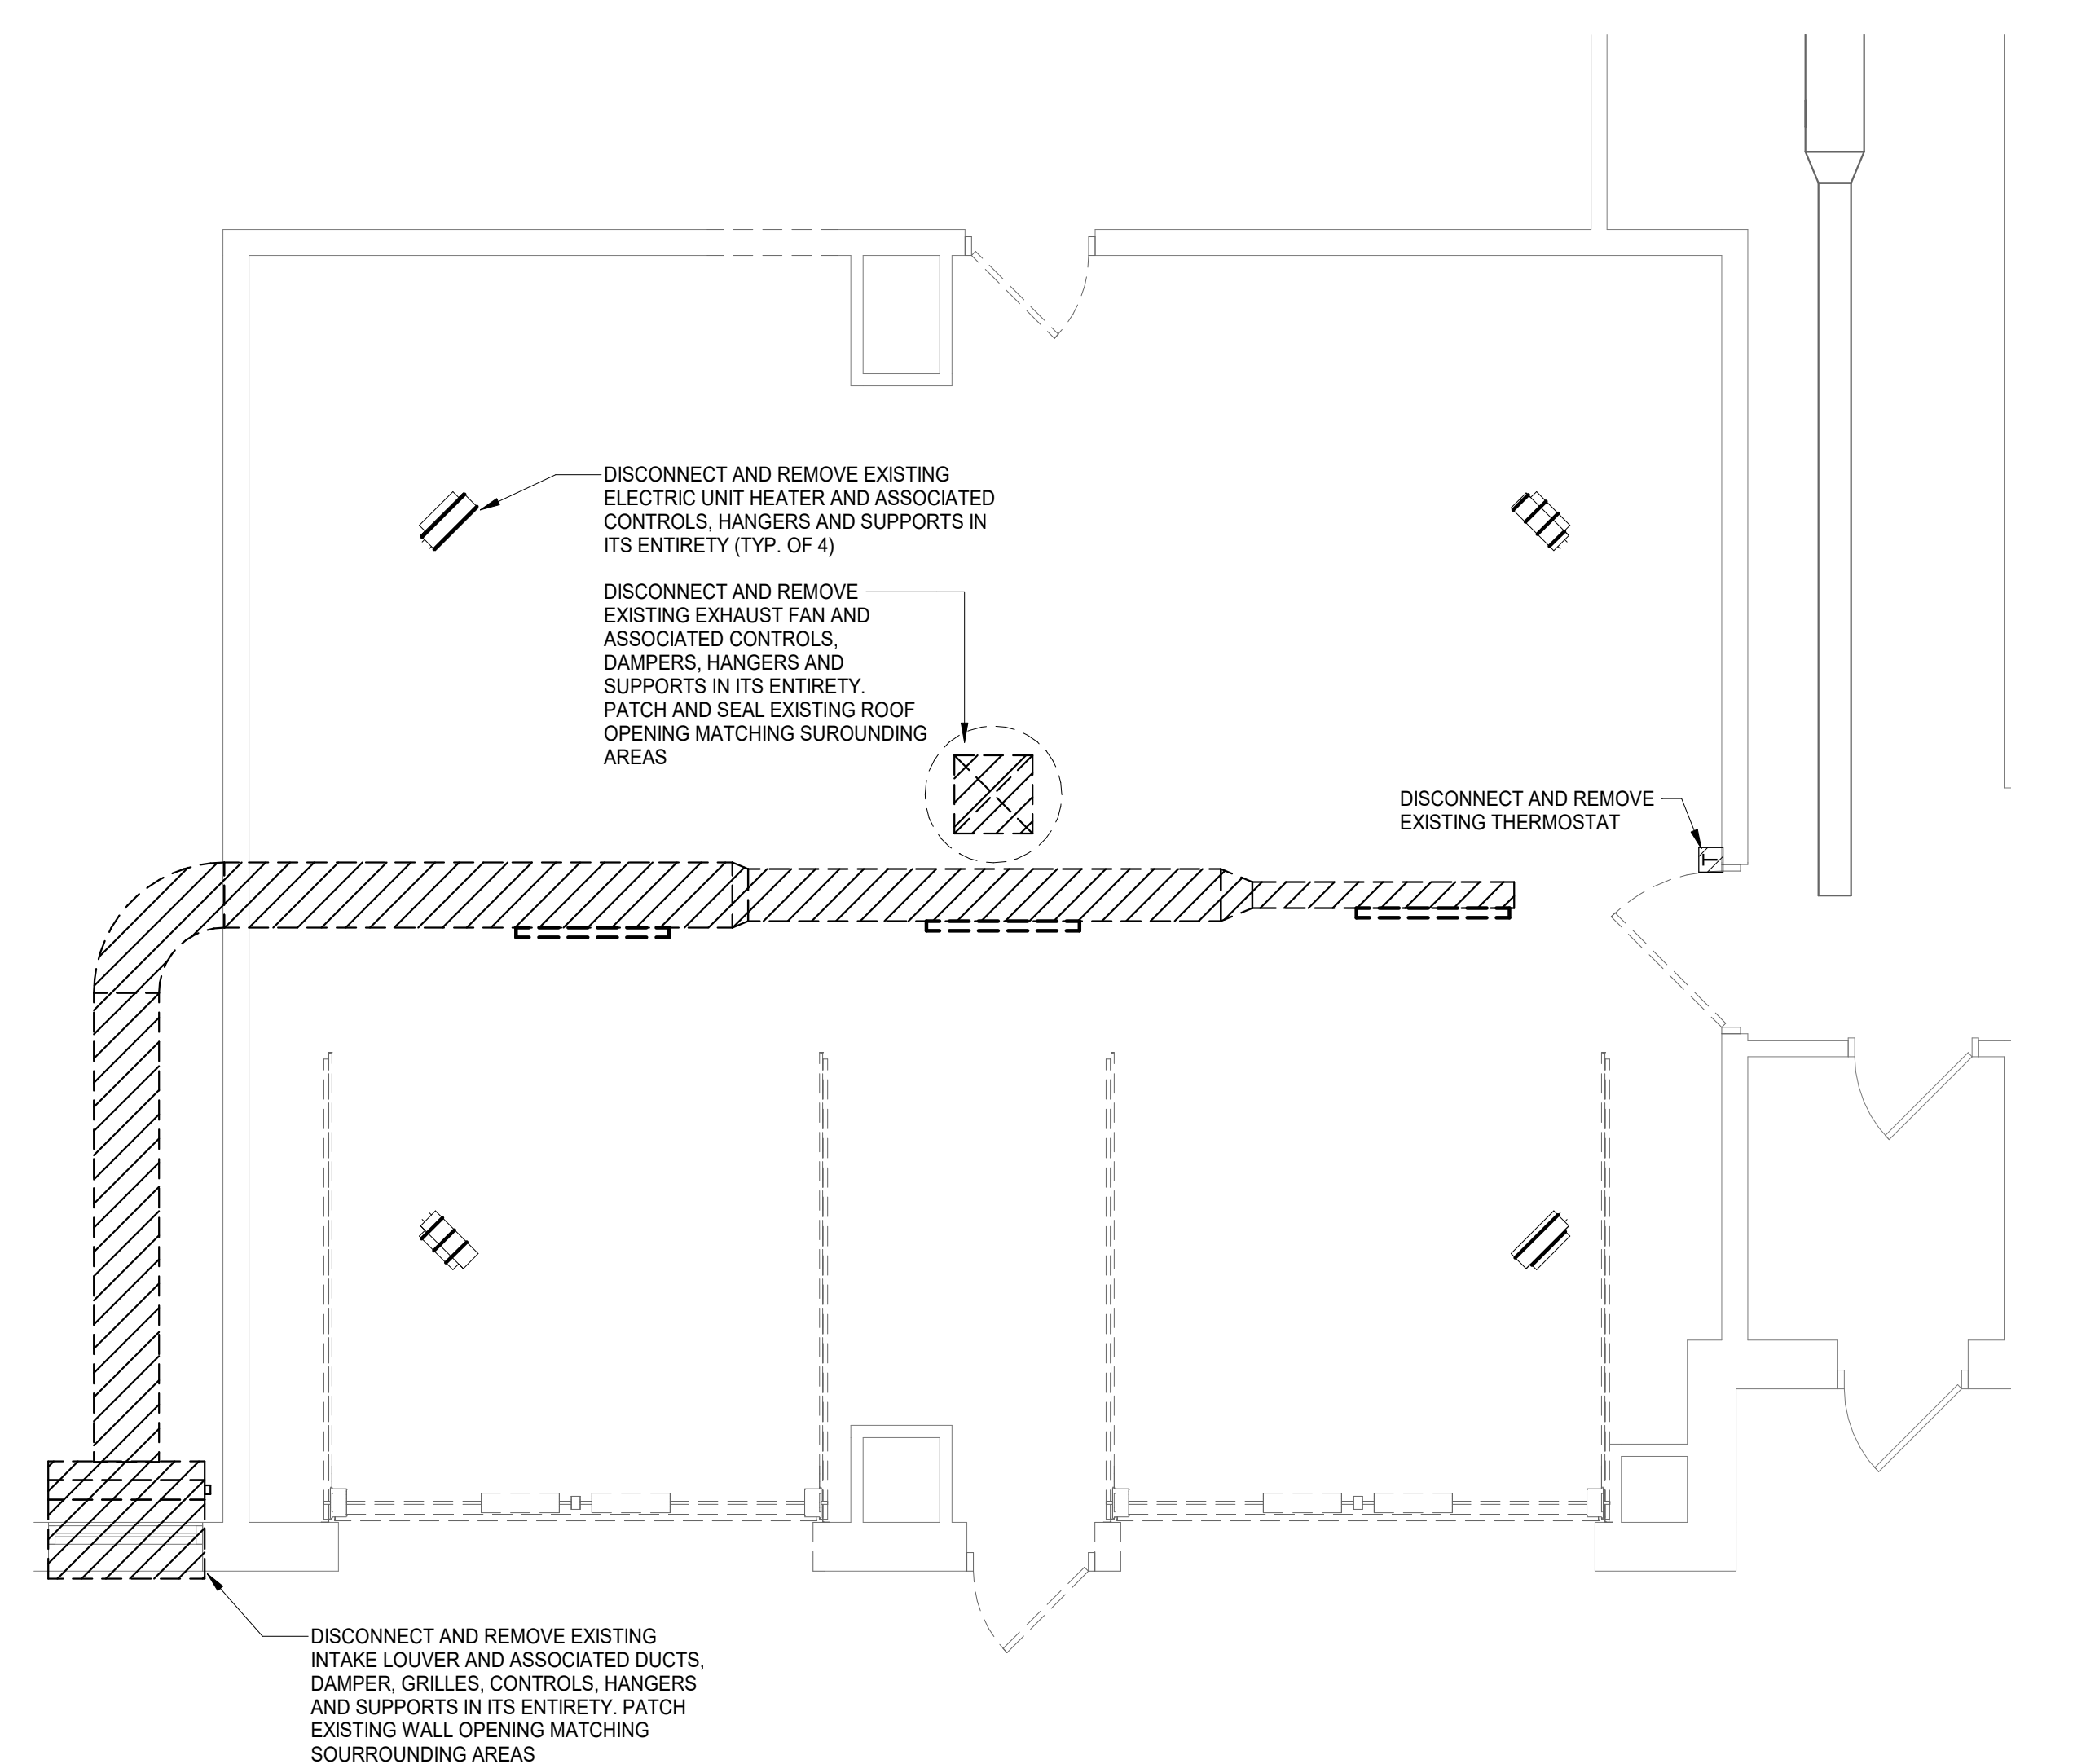 DISCONNECT AND REMOVE EXISTING
ELECTRIC UNIT HEATER AND ASSOCIATED
CONTROLS, HANGERS AND SUPPORTS IN
ITS ENTIRETY (TYP. OF 4)
DISCONNECT AND REMOVE
EXISTING EXHAUST FAN AND
ASSOCIATED CONTROLS,
DAMPERS, HANGERS AND
SUPPORTS IN ITS ENTIRETY.
PATCH AND SEAL EXISTING ROOF
OPENING MATCHING SUROUNDING
AREAS
DISCONNECT AND REMOVE
EXISTING THERMOSTAT
T
DISCONNECT AND REMOVE EXISTING
INTAKE LOUVER AND ASSOCIATED DUCTS,
DAMPER, GRILLES, CONTROLS, HANGERS
AND SUPPORTS IN ITS ENTIRETY. PATCH
EXISTING WALL OPENING MATCHING
SOURROUNDING AREAS